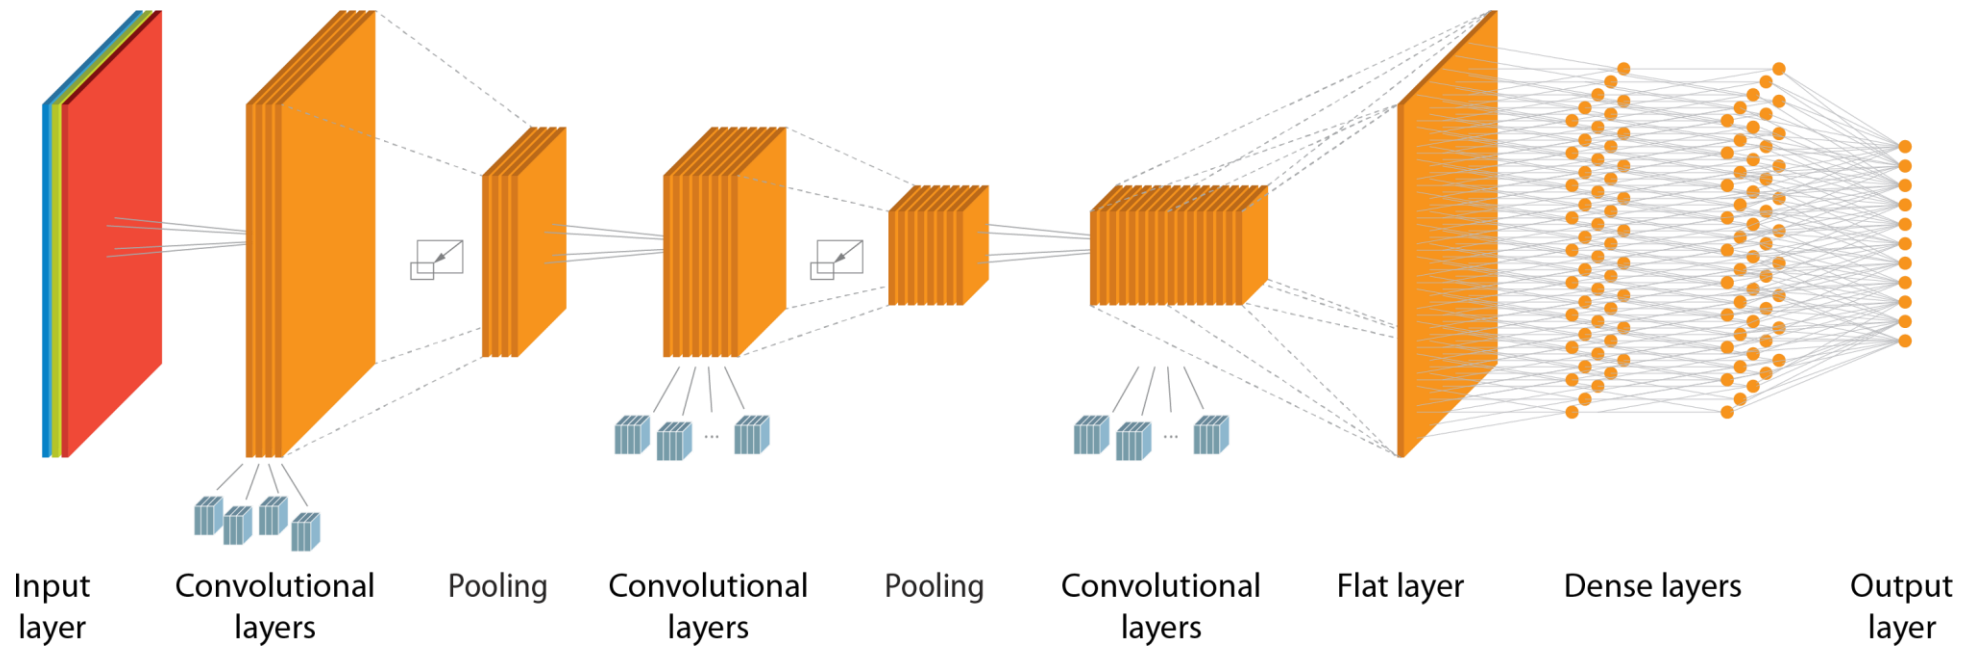 Input
layer
Convolutional
layers
Pooling
Convolutional
layers
Pooling
Convolutional
layers
Flat layer
Dense layers
Output
layer
...
...